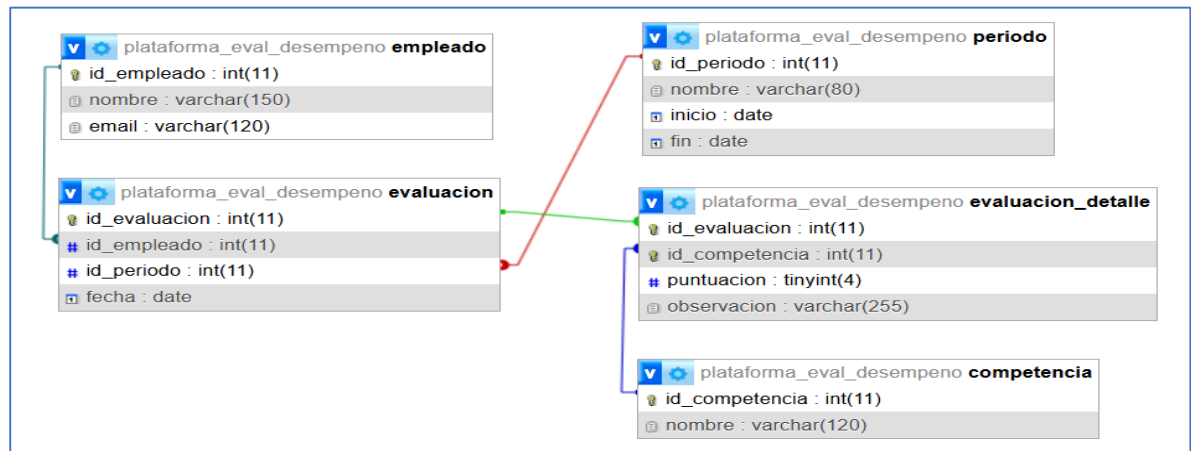 plataforma_eval_desempeno empleado
id_empleado : int(11)
nombre : varchar(150)
email : varchar(120)
plataforma_eval_desempeno evaluacion
id_evaluacion : int(11)
id_empleado : int(11)
id_periodo : int(11)
fecha : date
plataforma_eval_desempeno periodo
id_periodo : int(11)
nombre : varchar(80)
inicio : date
fin : date
plataforma_eval_desempeno evaluacion_detalle
id_evaluacion : int(11)
id_competencia : int(11)
puntuacion : tinyint(4)
observacion : varchar(255)
plataforma_eval_desempeno competencia
id_competencia : int(11)
nombre : varchar(120)